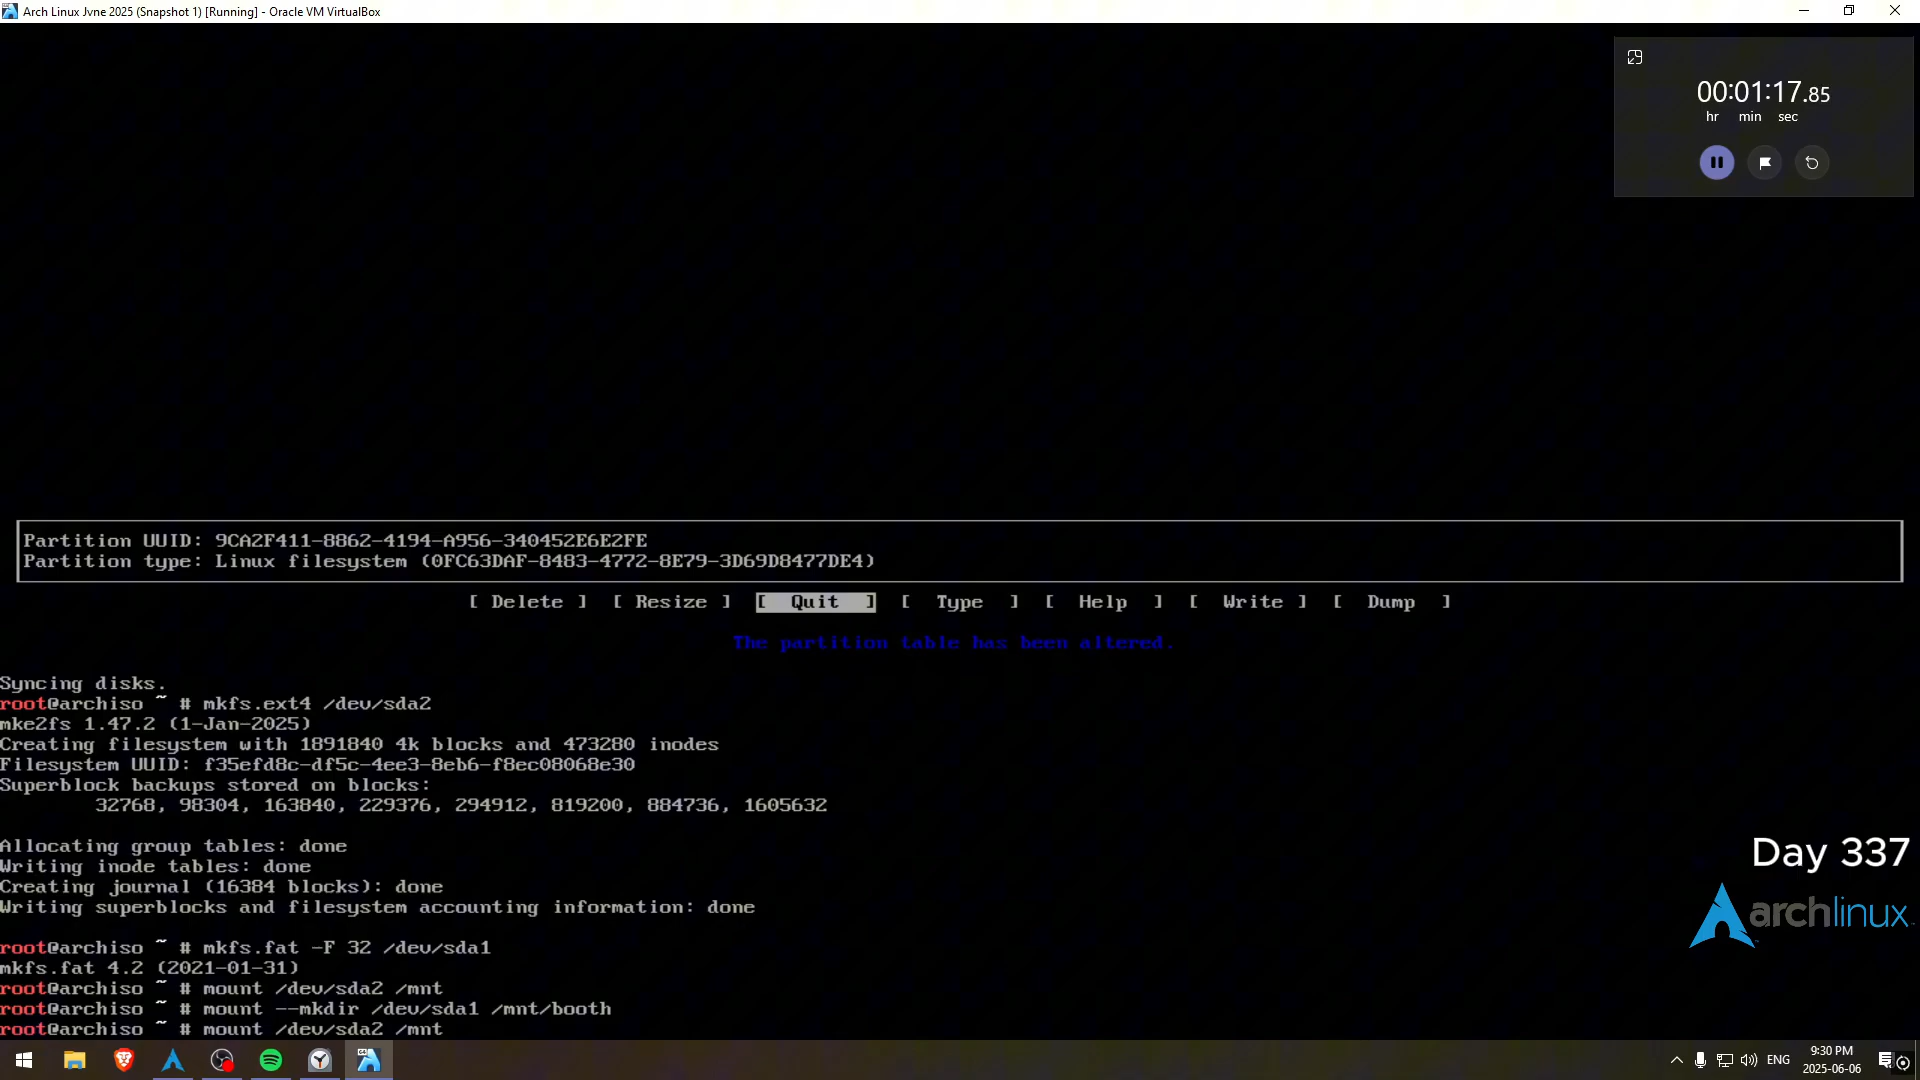 Arch Linux Jvne 2025 (Snapshot 1) [Running] - Oracle VM VirtualBox
00:01:17.85
hr min sec
Partition UUID: 9CA2F411-8862-4194-A956-340452E6E2FE
Partition type: Linux filesystem (0FC63DAF-8483-4772-8E79-3D69D8477DE4)
[ Delete ] [ Resize ] [ Quit ] [ Type ] [ Help ] [ Write ] [ Dump ]
The partition table has been altered.
Syncing disks.
root@archiso ~ # mkfs.ext4 /dev/sda2
mke2fs 1.47.2 (1-Jan-2025)
Creating filesystem with 1891840 4k blocks and 473280 inodes
Filesystem UUID: f35efd8c-df5c-4ee3-8eb6-f8ec08068e30
Superblock backups stored on blocks:
32768, 98304, 163840, 229376, 294912, 819200, 884736, 1605632
Allocating group tables: done
Writing inode tables: done
Creating journal (16384 blocks): done
Writing superblocks and filesystem accounting information: done
root@archiso ~ # mkfs.fat -F 32 /dev/sda1
mkfs.fat 4.2 (2021-01-31)
root@archiso ~ # mount /dev/sda2 /mnt
root@archiso ~ # mount --mkdir /dev/sda1 /mnt/booth
root@archiso ~ # mount /dev/sda2 /mnt
Day 337
archlinux
ENG
9:30 PM
2025-06-06